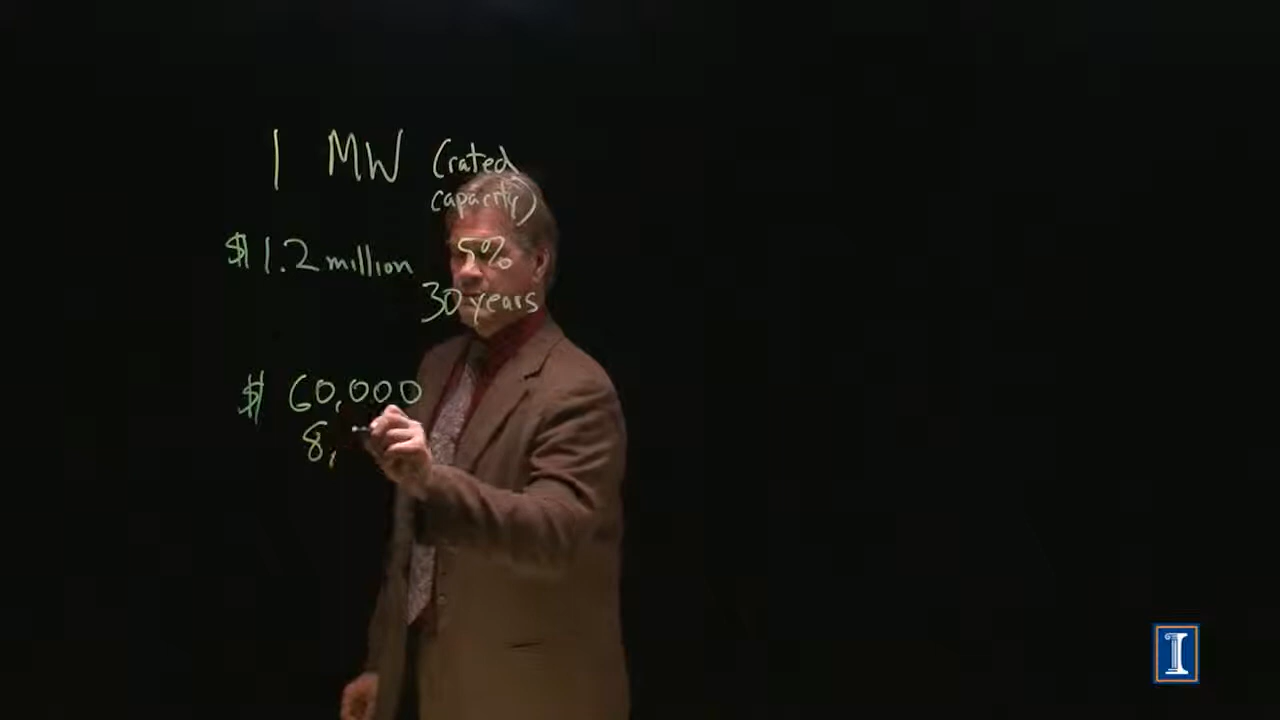 1 MW (rated
capacity)
$1.2 million 5%
30 years
$ 60,000
8,
I